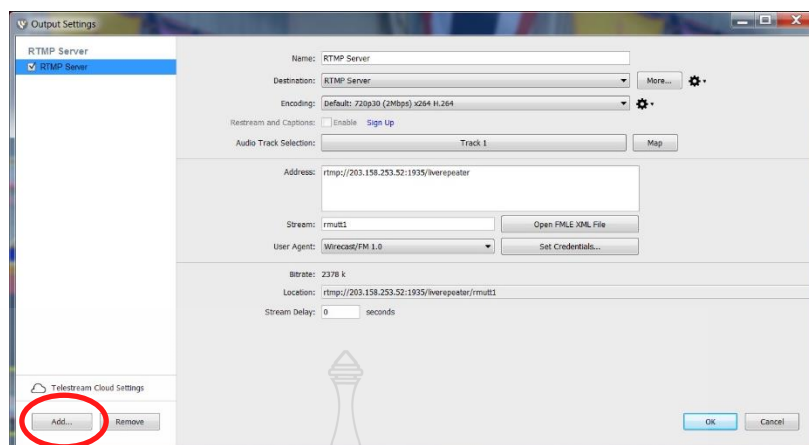 Output Settings
RTMP Server
RTMP Server
Name: RTMP Server
Destination: RTMP Server More...
Encoding: Default: 720p30 (2Mbps) x264 H.264
Restream and Captions: Enable Sign Up
Audio Track Selection: Track 1 Map
Address: rtmp://203.158.253.52:1935/liverepeater
Stream: rmutt1 Open FMLE XML File
User Agent: Wirecast/FM 1.0 Set Credentials...
Bitrate: 2378 k
Location: rtmp://203.158.253.52:1935/liverepeater/rmutt1
Stream Delay: 0 seconds
Telestream Cloud Settings
Add... Remove OK Cancel